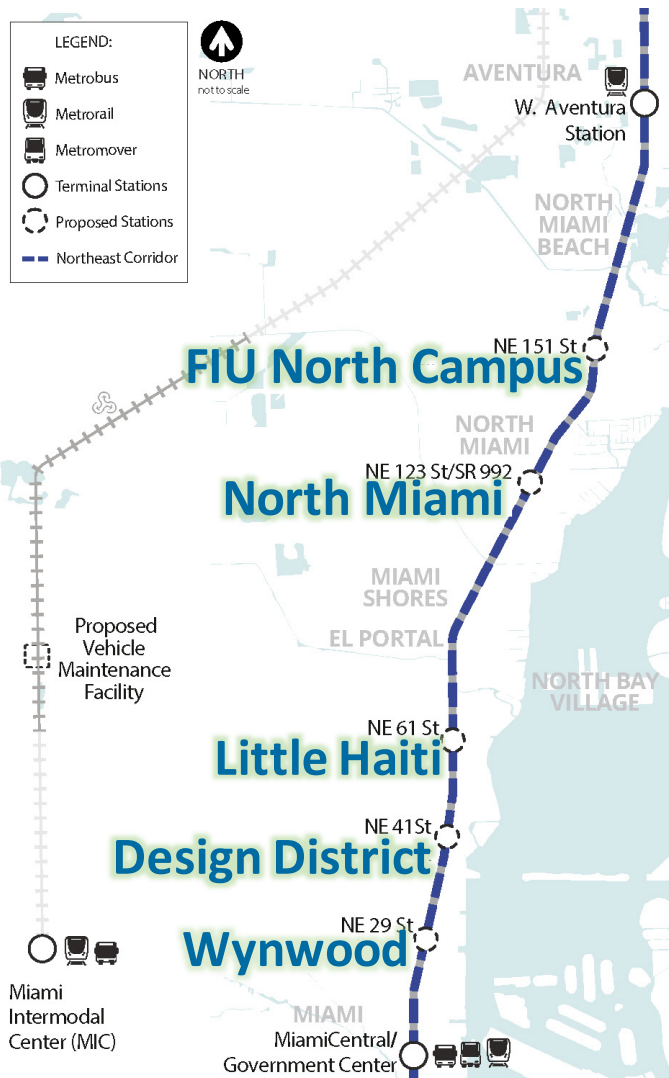 LEGEND:
Metrobus
Metrorail
Metromover
Terminal Stations
Proposed Stations
Northeast Corridor
NORTH
not to scale
AVENTURA
W. Aventura
Station
NORTH
MIAMI
BEACH
NE 151 St
FIU North Campus
NORTH
MIAMI
NE 123 St/SR 992
North Miami
MIAMI
SHORES
EL PORTAL
Proposed
Vehicle
Maintenance
Facility
NORTH BAY
VILLAGE
NE 61 St
Little Haiti
NE 41St
Design District
NE 29 St
Wynwood
Miami
Intermodal
Center (MIC)
MIAMI
MiamiCentral/
Government Center